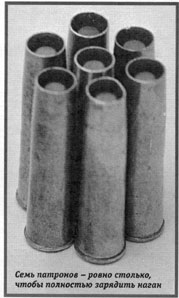 Семь патронов – ровно столько,
чтобы полностью зарядить наган